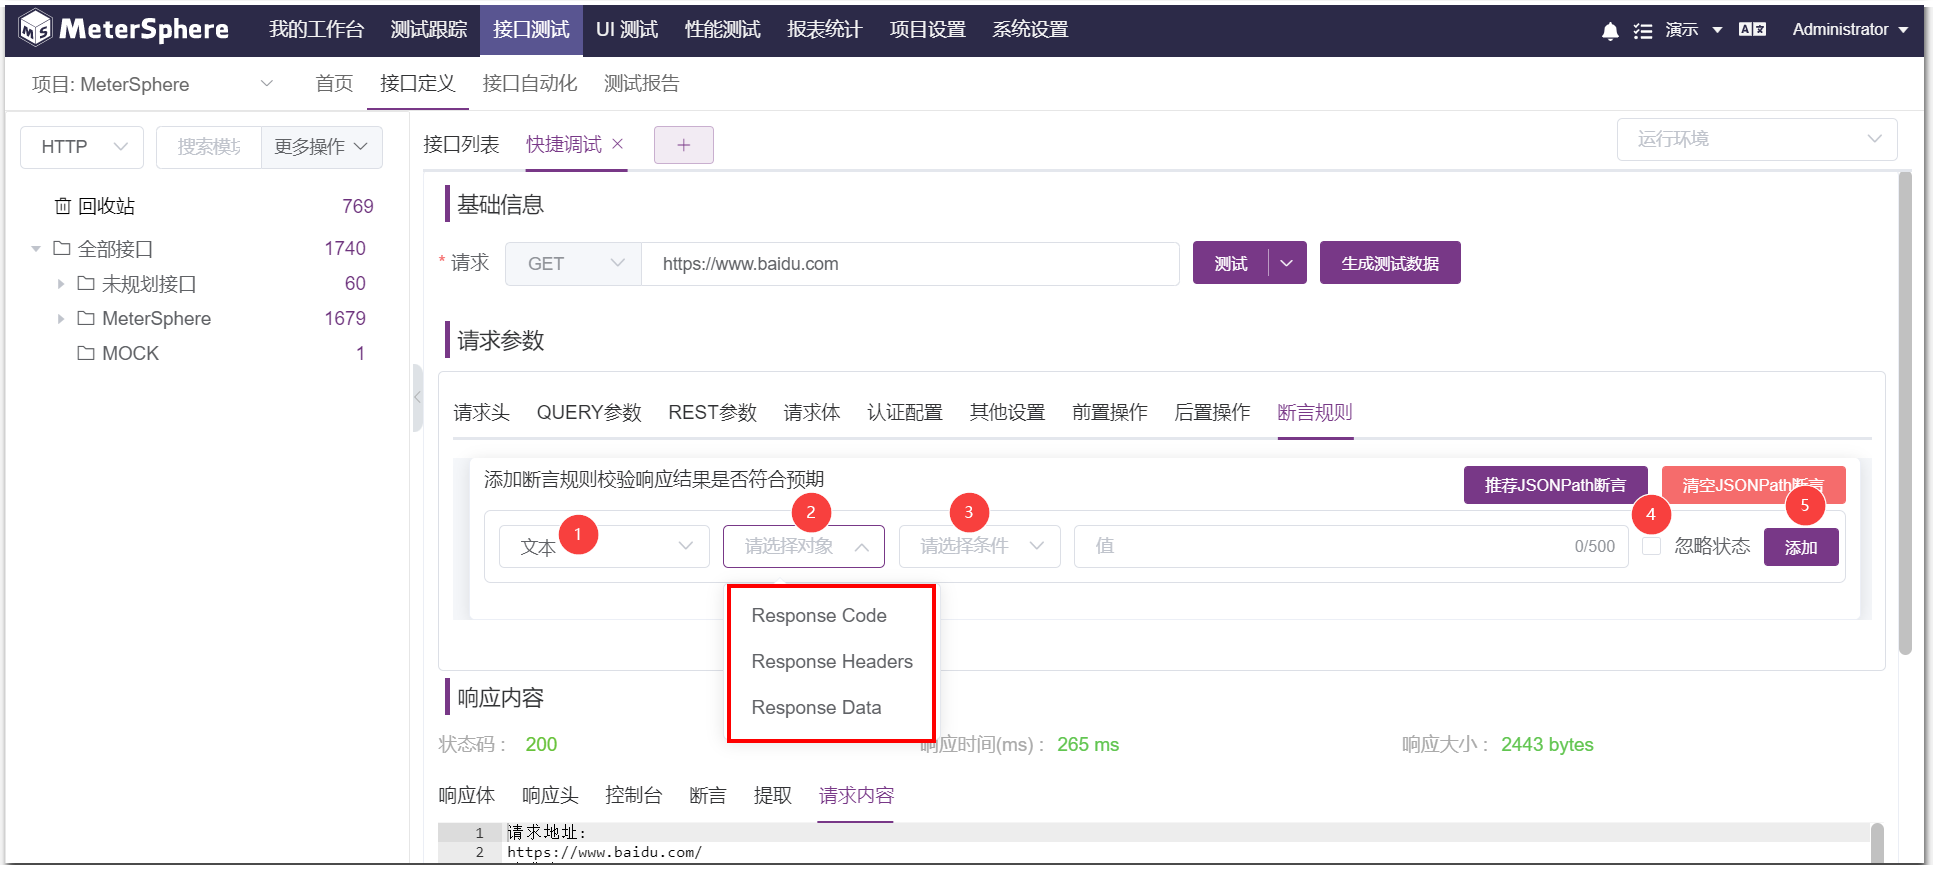 MeterSphere 我的工作台 测试跟踪 接口测试 UI 测试 性能测试 报表统计 项目设置 系统设置 演示 Administrator
项目: MeterSphere 首页 接口定义 接口自动化 测试报告
HTTP 搜索模块 更多操作 接口列表 快捷调试 × + 运行环境
回收站 769
全部接口 1740
未规划接口 60
MeterSphere 1679
MOCK 1
基础信息
* 请求 GET https://www.baidu.com 测试 生成测试数据
请求参数
请求头 QUERY参数 REST参数 请求体 认证配置 其他设置 前置操作 后置操作 断言规则
添加断言规则校验响应结果是否符合预期 推荐JSONPath断言 清空JSONPath断言
1 2 3 4 5
文本 请选择对象 请选择条件 值 0/500 忽略状态 添加
Response Code
Response Headers
Response Data
响应内容
状态码 : 200 响应时间(ms) : 265 ms 响应大小 : 2443 bytes
响应体 响应头 控制台 断言 提取 请求内容
1 请求地址:
2 https://www.baidu.com/